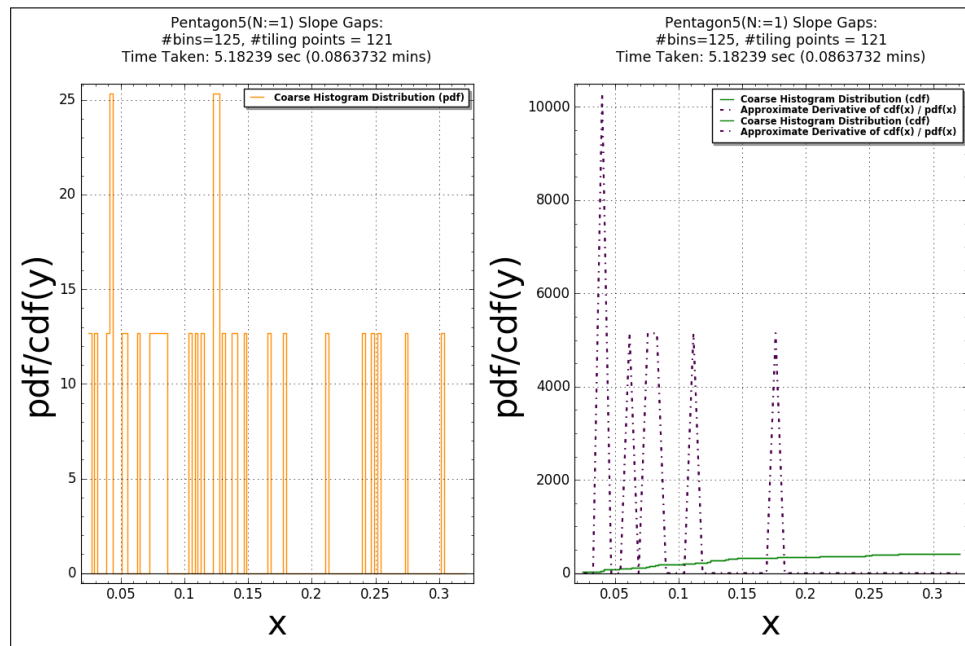 Pentagon5(N:=1) Slope Gaps:
#bins=125, #tiling points = 121
Time Taken: 5.18239 sec (0.0863732 mins)
Coarse Histogram Distribution (pdf)
25
20
15
10
5
0
0.05
0.1
0.15
0.2
0.25
0.3
pdf/cdf(y)
x
Pentagon5(N:=1) Slope Gaps:
#bins=125, #tiling points = 121
Time Taken: 5.18239 sec (0.0863732 mins)
Coarse Histogram Distribution (cdf)
Approximate Derivative of cdf(x) / pdf(x)
Coarse Histogram Distribution (cdf)
Approximate Derivative of cdf(x) / pdf(x)
10000
8000
6000
4000
2000
0
0.05
0.1
0.15
0.2
0.25
0.3
pdf/cdf(y)
x